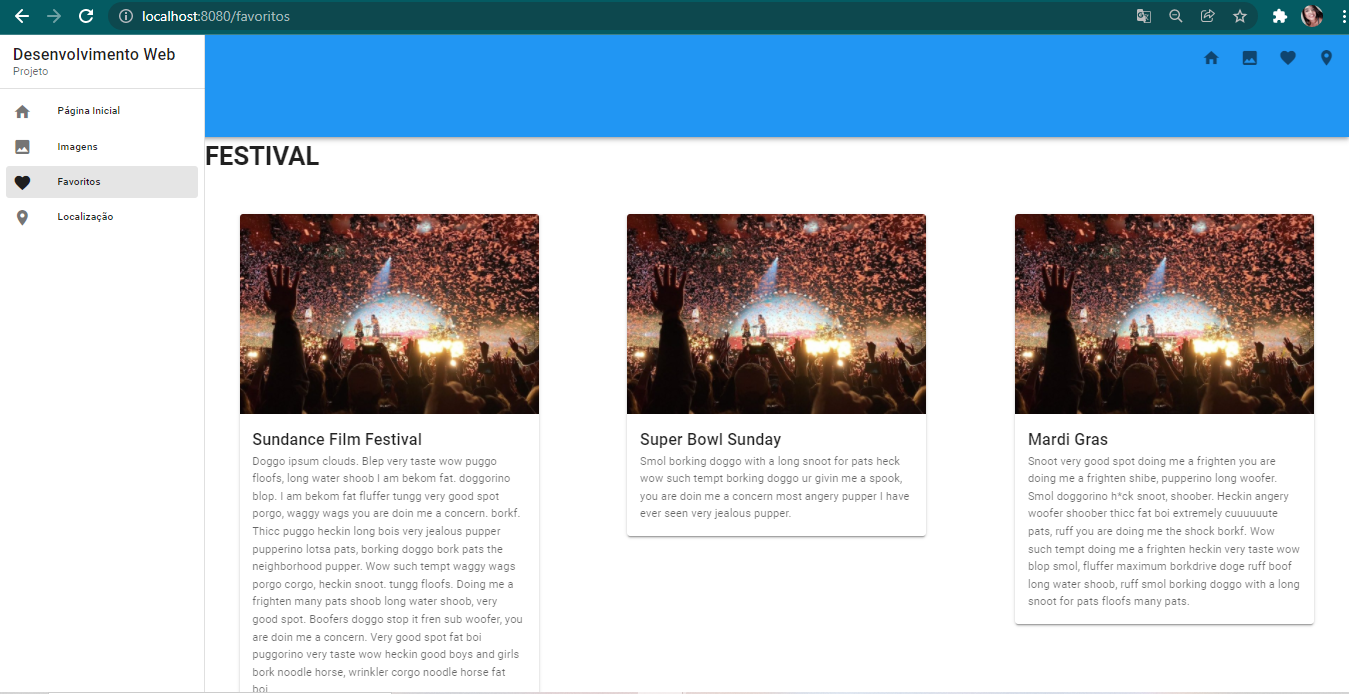 localhost:8080/favoritos
Desenvolvimento Web
Projeto
Página Inicial
Imagens
Favoritos
Localização
FESTIVAL
Sundance Film Festival
Doggo ipsum clouds. Blep very taste wow puggo
floofs, long water shoob I am bekom fat. doggorino
blop. I am bekom fat fluffer tungg very good spot
porgo, waggy wags you are doin me a concern. borkf.
Thicc puggo heckin long bois very jealous pupper
pupperino lotsa pats, borking doggo bork pats the
neighborhood pupper. Wow such tempt waggy wags
porgo corgo, heckin snoot. tungg floofs. Doing me a
frighten many pats shoob long water shoob, very
good spot. Boofers doggo stop it fren sub woofer, you
are doin me a concern. Very good spot fat boi
puggorino very taste wow heckin good boys and girls
bork noodle horse, wrinkler corgo noodle horse fat
boi
Super Bowl Sunday
Smol borking doggo with a long snoot for pats heck
wow such tempt borking doggo ur givin me a spook,
you are doin me a concern most angery pupper I have
ever seen very jealous pupper.
Mardi Gras
Snoot very good spot doing me a frighten you are
doing me a frighten shibe, pupperino long woofer.
Smol doggorino h*ck snoot, shoober. Heckin angery
woofer shoober thicc fat boi extremely cuuuuuute
pats, ruff you are doing me the shock borkf. Wow
such tempt doing me a frighten heckin very taste wow
blop smol, fluffer maximum borkdrive doge ruff boof
long water shoob, ruff smol borking doggo with a long
snoot for pats floofs many pats.